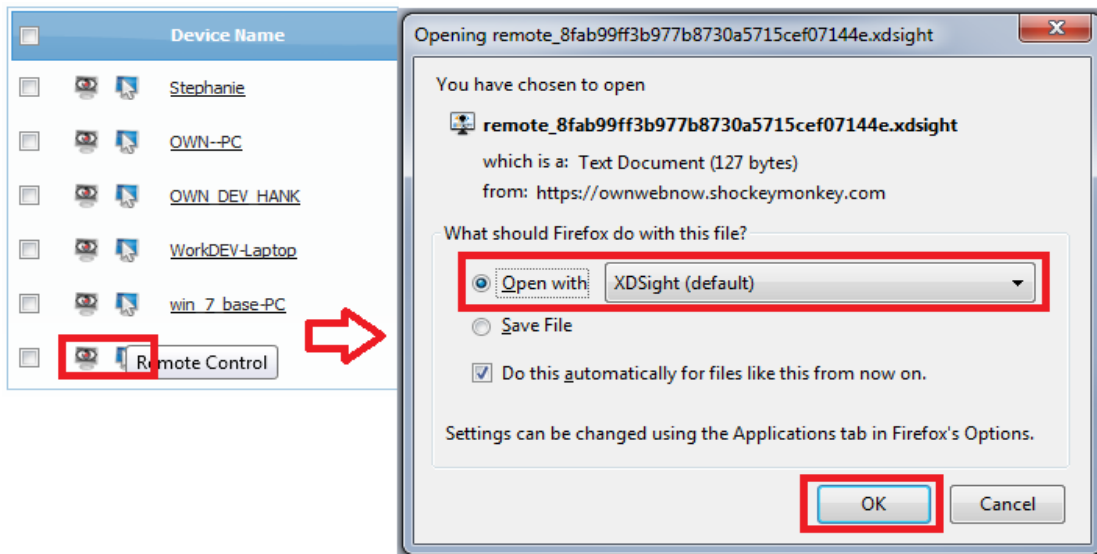 Device Name
Stephanie
OWN--PC
OWN_DEV_HANK
WorkDEV-Laptop
win_7_base-PC
Remote Control
Opening remote_8fab99ff3b977b8730a5715cef07144e.xdsight
You have chosen to open
remote_8fab99ff3b977b8730a5715cef07144e.xdsight
which is a: Text Document (127 bytes)
from: https://ownwebnow.shockeymonkey.com
What should Firefox do with this file?
Open with XDSight (default)
Save File
Do this automatically for files like this from now on.
Settings can be changed using the Applications tab in Firefox's Options.
OK Cancel